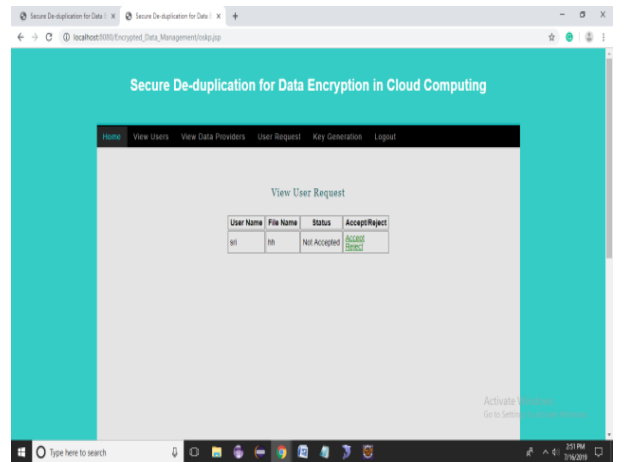 Secure De-duplication for Data E
Secure De-duplication for Data E
localhost:8080/Encrypted_Data_Management/oskp.jsp
Secure De-duplication for Data Encryption in Cloud Computing
Home View Users View Data Providers User Request Key Generation Logout
View User Request
User Name File Name Status Accept/Reject
sri hh Not Accepted Accept
Reject
Activate
Go to
Type here to search
2:51 PM
7/16/2019